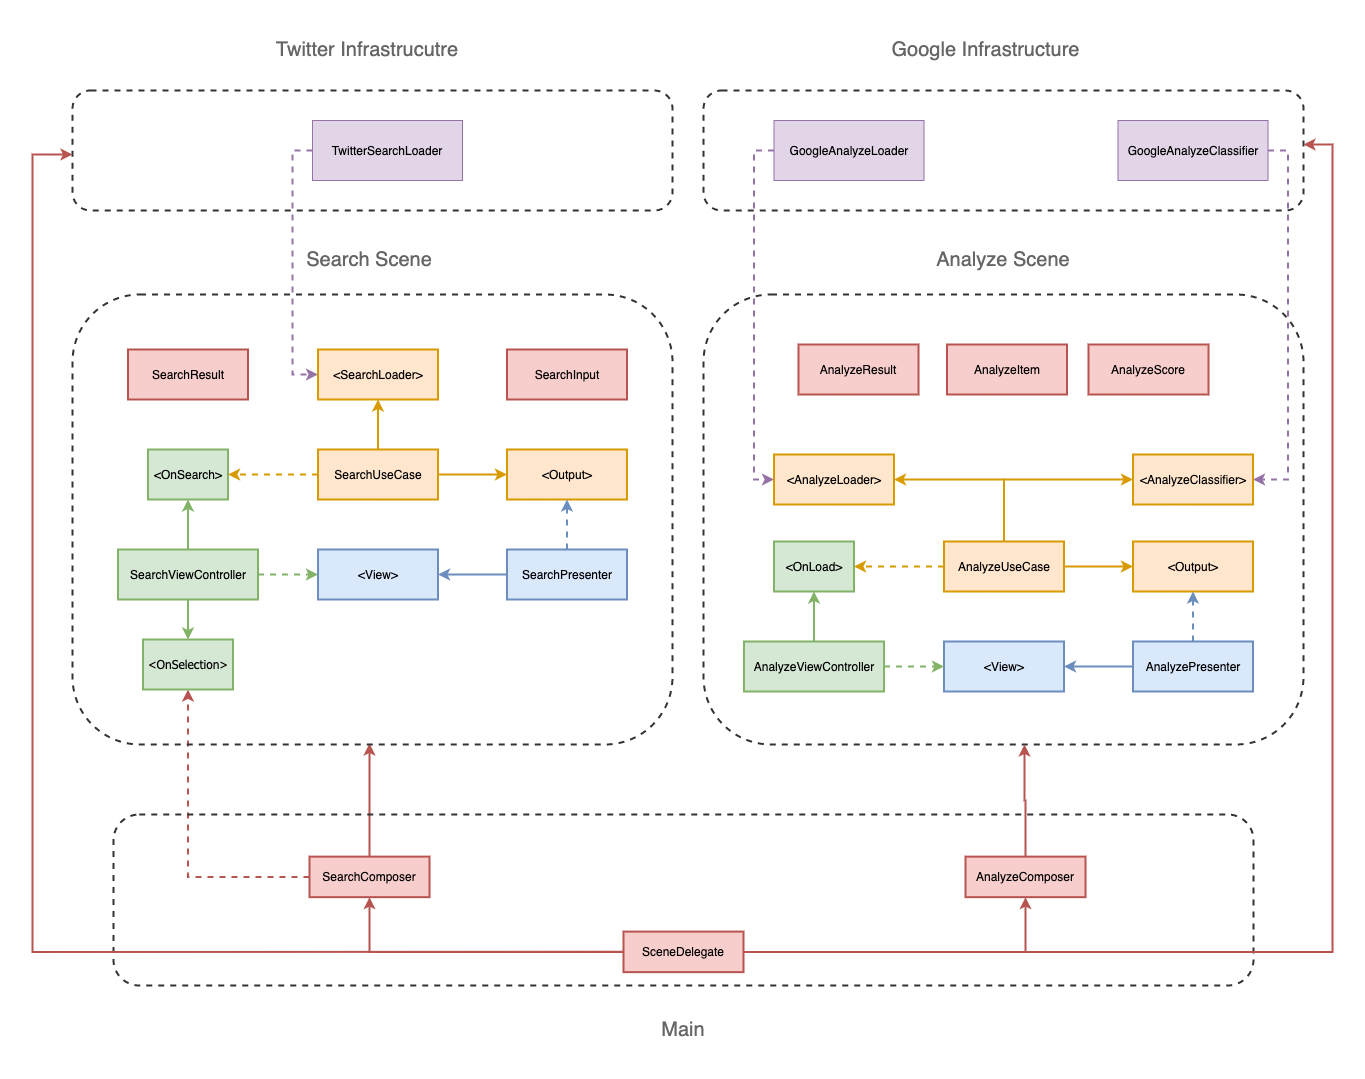 Twitter Infrastrucutre
Google Infrastructure
TwitterSearchLoader
GoogleAnalyzeLoader
GoogleAnalyzeClassifier
Search Scene
Analyze Scene
SearchResult
<SearchLoader>
SearchInput
AnalyzeResult
AnalyzeItem
AnalyzeScore
<OnSearch>
SearchUseCase
<Output>
<AnalyzeLoader>
<AnalyzeClassifier>
SearchViewController
<View>
SearchPresenter
<OnLoad>
AnalyzeUseCase
<Output>
<OnSelection>
AnalyzeViewController
<View>
AnalyzePresenter
SearchComposer
AnalyzeComposer
SceneDelegate
Main